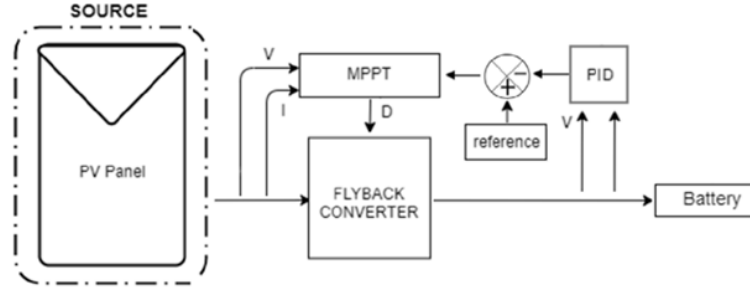 SOURCE
V
MPPT
PID
I
D
reference
V
PV Panel
FLYBACK
CONVERTER
Battery